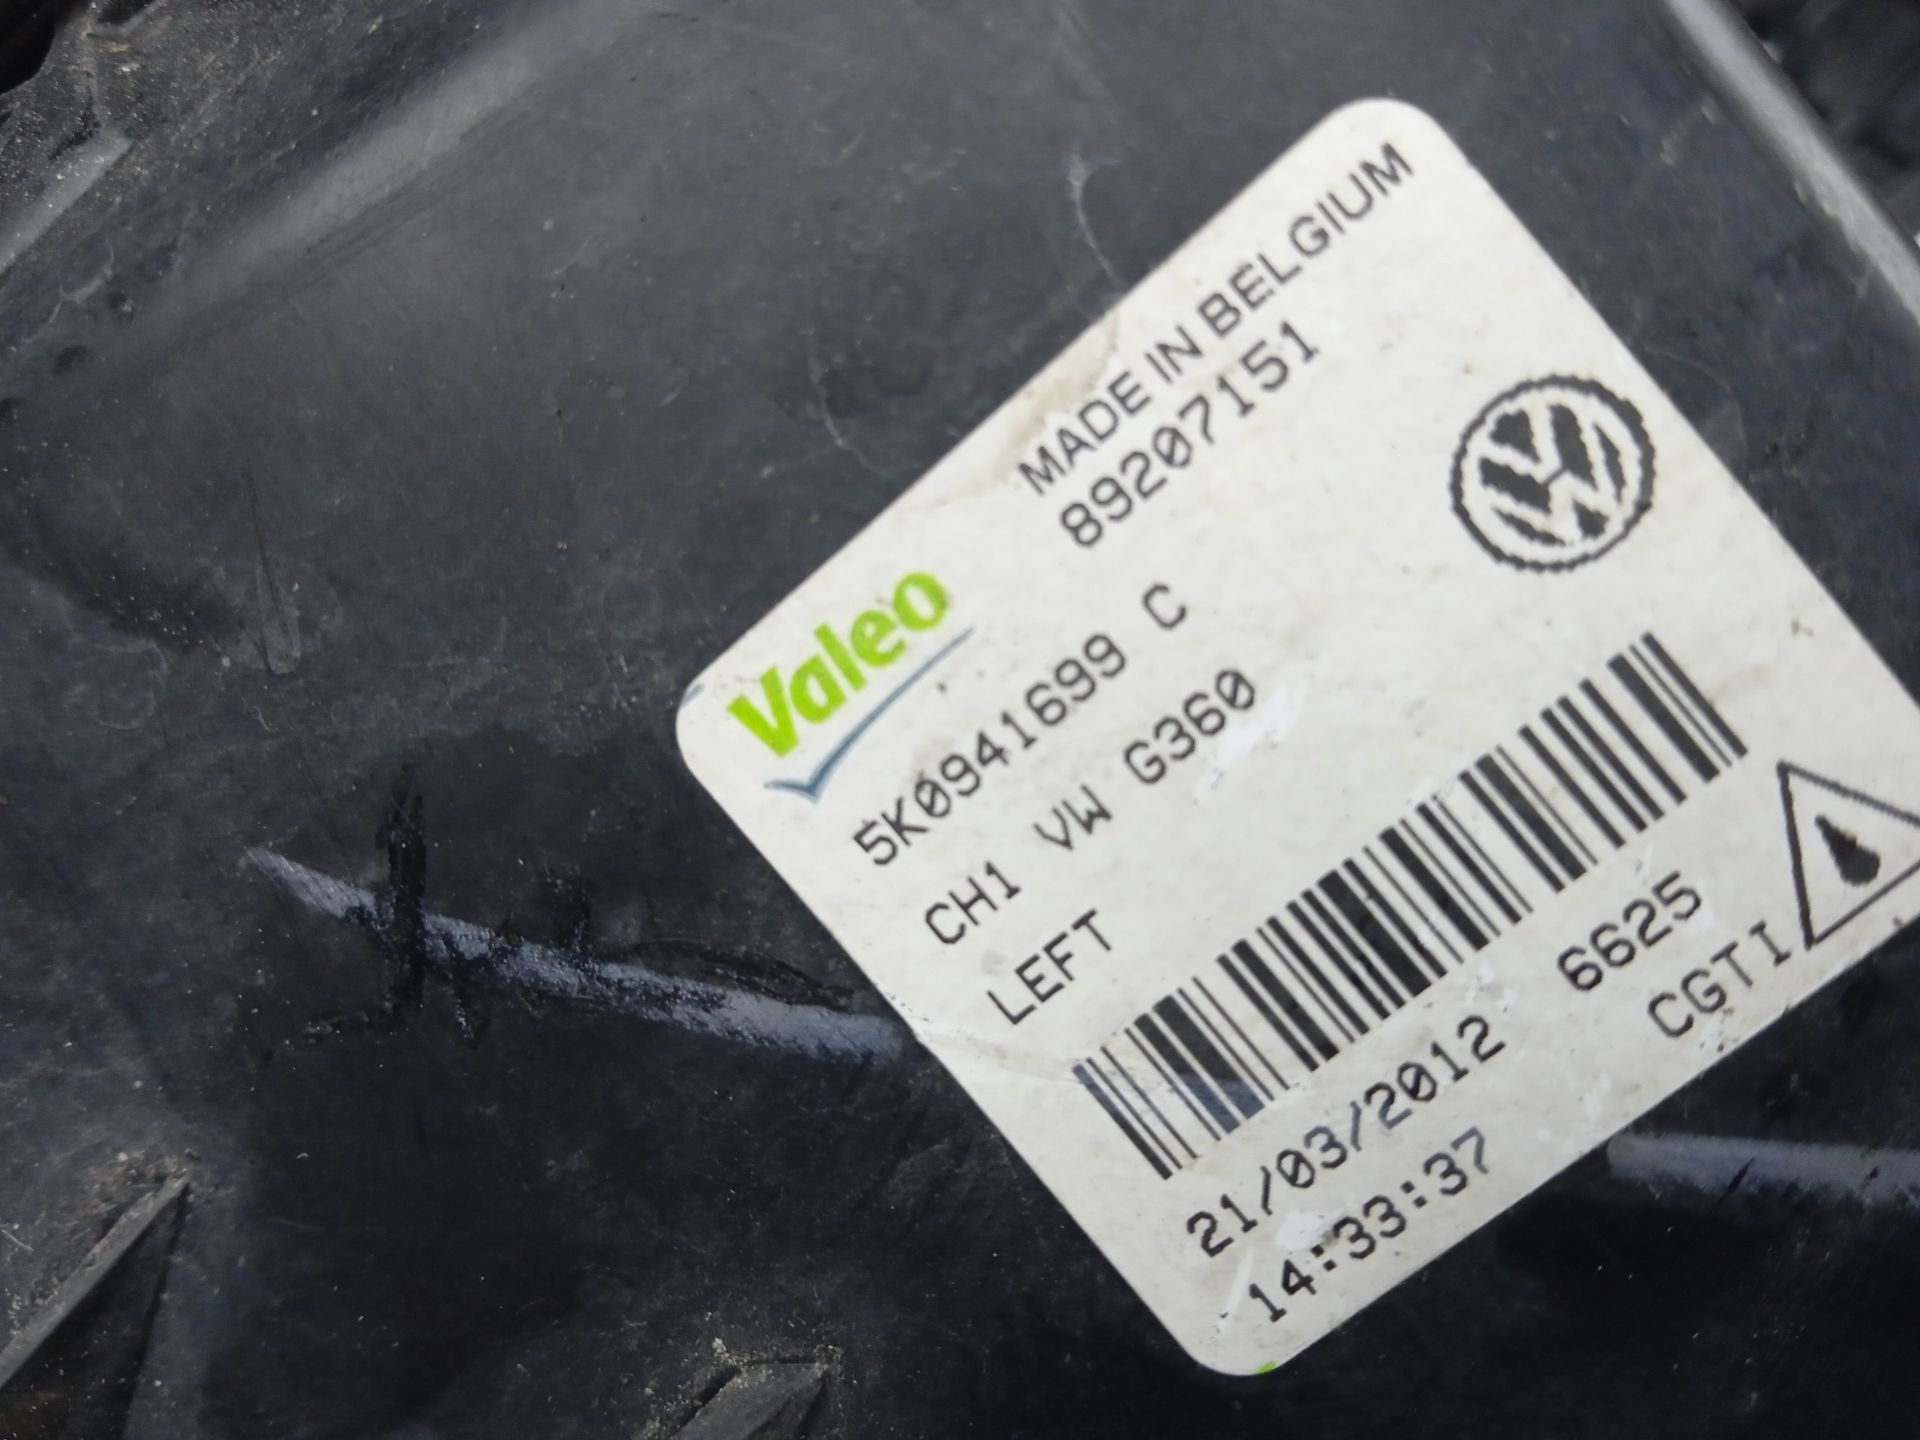 MADE IN BELGIUM
89207151
Valeo
5K0941699 C
CH1 VW G360
LEFT
6625
21/03/2012 CGTI
14:33:37